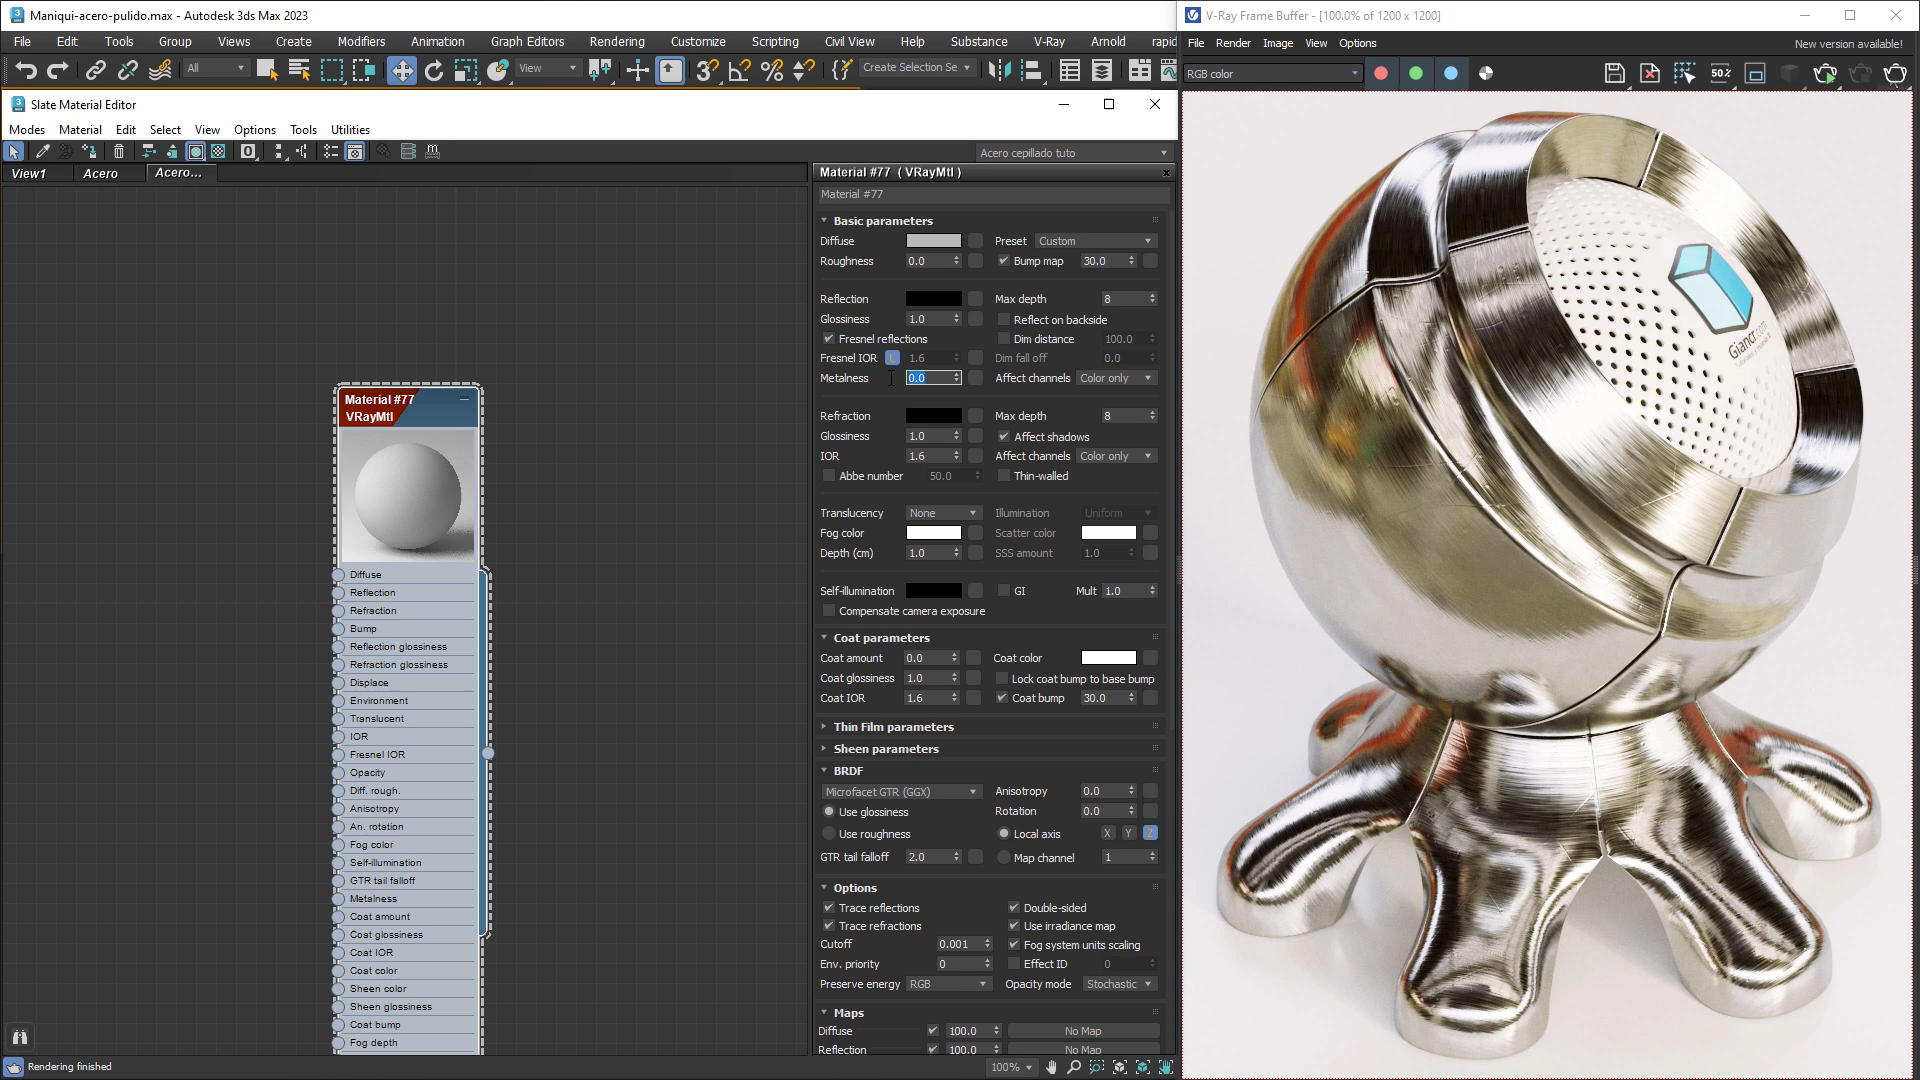 Maniqui-acero-pulido.max - Autodesk 3ds Max 2023
File Edit Tools Group Views Create Modifiers Animation Graph Editors Rendering Customize Scripting Civil View Help Substance V-Ray Arnold rapid
All View Create Selection Se
Slate Material Editor
Modes Material Edit Select View Options Tools Utilities
Acero cepillado tuto
View1 Acero Acero...
Material #77
VRayMtl
Diffuse
Reflection
Refraction
Bump
Reflection glossiness
Refraction glossiness
Displace
Environment
Translucent
IOR
Fresnel IOR
Opacity
Diff. rough.
Anisotropy
An. rotation
Fog color
Self-illumination
GTR tail falloff
Metalness
Coat amount
Coat glossiness
Coat IOR
Coat color
Sheen color
Sheen glossiness
Coat bump
Fog depth
Material #77 ( VRayMtl ) x
Material #77
Basic parameters
Diffuse Preset Custom
Roughness 0.0 Bump map 30.0
Reflection Max depth 8
Glossiness 1.0 Reflect on backside
Fresnel reflections Dim distance 100.0
Fresnel IOR L 1.6 Dim fall off 0.0
Metalness 0.0 Affect channels Color only
Refraction Max depth 8
Glossiness 1.0 Affect shadows
IOR 1.6 Affect channels Color only
Abbe number 50.0 Thin-walled
Translucency None Illumination Uniform
Fog color Scatter color
Depth (cm) 1.0 SSS amount 1.0
Self-illumination GI Mult 1.0
Compensate camera exposure
Coat parameters
Coat amount 0.0 Coat color
Coat glossiness 1.0 Lock coat bump to base bump
Coat IOR 1.6 Coat bump 30.0
Thin Film parameters
Sheen parameters
BRDF
Microfacet GTR (GGX) Anisotropy 0.0
Use glossiness Rotation 0.0
Use roughness Local axis X Y Z
GTR tail falloff 2.0 Map channel 1
Options
Trace reflections Double-sided
Trace refractions Use irradiance map
Cutoff 0.001 Fog system units scaling
Env. priority 0 Effect ID 0
Preserve energy RGB Opacity mode Stochastic
Maps
Diffuse 100.0 No Map
Reflection 100.0 No Map
Rendering finished
100%
V-Ray Frame Buffer - [100.0% of 1200 x 1200]
File Render Image View Options New version available!
RGB color 50%
Giancr.com